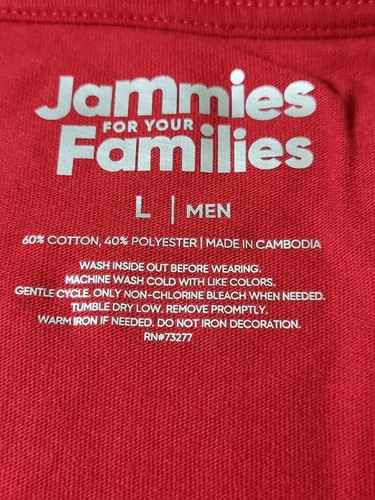 Jammies
FOR YOUR
Families
L | MEN
60% COTTON, 40% POLYESTER | MADE IN CAMBODIA
WASH INSIDE OUT BEFORE WEARING.
MACHINE WASH COLD WITH LIKE COLORS.
GENTLE CYCLE. ONLY NON-CHLORINE BLEACH WHEN NEEDED.
TUMBLE DRY LOW. REMOVE PROMPTLY.
WARM IRON IF NEEDED. DO NOT IRON DECORATION.
RN#73277